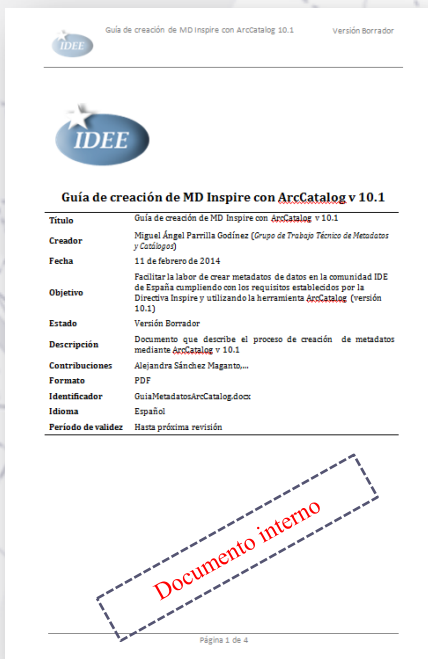 Guía de creación de MD Inspire con ArcCatalog 10.1 Versión Borrador
IDEE
IDEE
Guía de creación de MD Inspire con ArcCatalog v 10.1
Título Guía de creación de MD Inspire con ArcCatalog v 10.1
Creador Miguel Ángel Parrilla Godínez (Grupo de Trabajo Técnico de Metadatos
y Catálogos)
Fecha 11 de febrero de 2014
Objetivo Facilitar la labor de crear metadatos de datos en la comunidad IDE
de España cumpliendo con los requisitos establecidos por la
Directiva Inspire y utilizando la herramienta ArcCatalog (versión
10.1)
Estado Versión Borrador
Descripción Documento que describe el proceso de creación de metadatos
mediante ArcCatalog v 10.1
Contribuciones Alejandra Sánchez Maganto,...
Formato PDF
Identificador GuiaMetadatosArcCatalog.docx
Idioma Español
Período de validez Hasta próxima revisión
Documento interno
Página 1 de 4